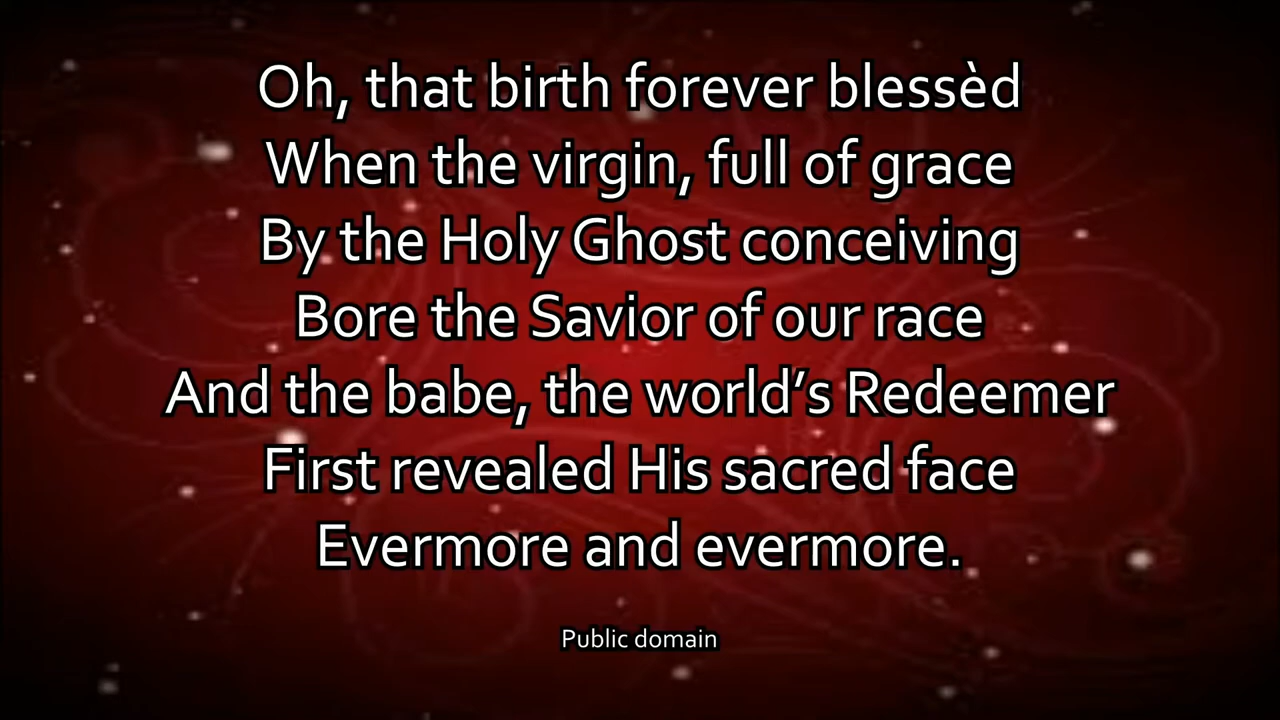 Oh, that birth forever blessèd
When the virgin, full of grace
By the Holy Ghost conceiving
Bore the Savior of our race
And the babe, the world’s Redeemer
First revealed His sacred face
Evermore and evermore.
Public domain